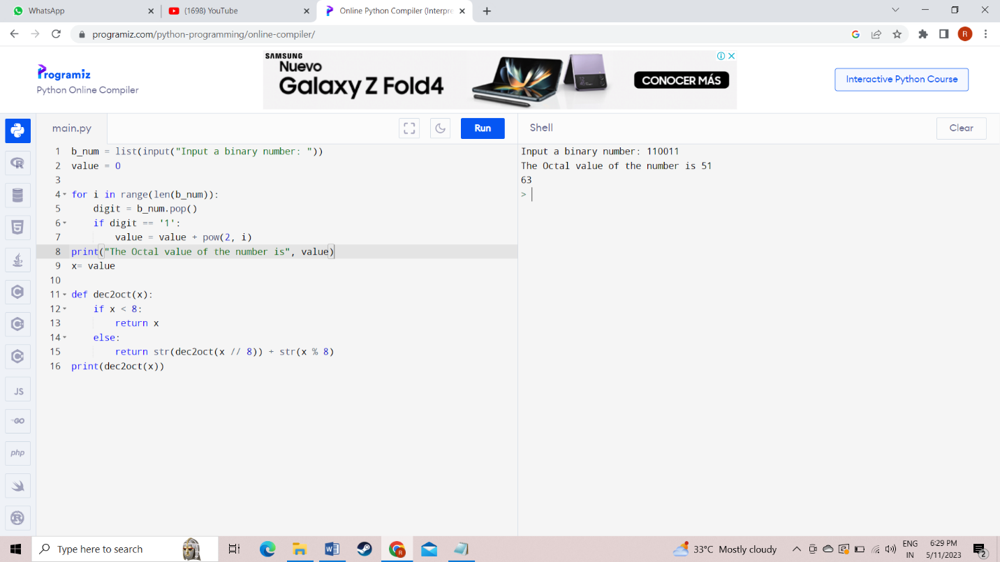 WhatsApp
(1698) YouTube
Online Python Compiler (Interpre
programiz.com/python-programming/online-compiler/
R
SAMSUNG
Nuevo
Galaxy Z Fold4
CONOCER MÁS
Programiz
Python Online Compiler
Interactive Python Course
main.py
Run
Shell
Clear
1 b_num = list(input("Input a binary number: "))
2 value = 0
3
4 for i in range(len(b_num)):
5     digit = b_num.pop()
6     if digit == '1':
7         value = value + pow(2, i)
8 print("The Octal value of the number is", value)
9 x= value
10
11 def dec2oct(x):
12     if x < 8:
13         return x
14     else:
15         return str(dec2oct(x // 8)) + str(x % 8)
16 print(dec2oct(x))
Input a binary number: 110011
The Octal value of the number is 51
63
>
JS
GO
php
Type here to search
33°C Mostly cloudy
ENG
IN
6:29 PM
5/11/2023
2